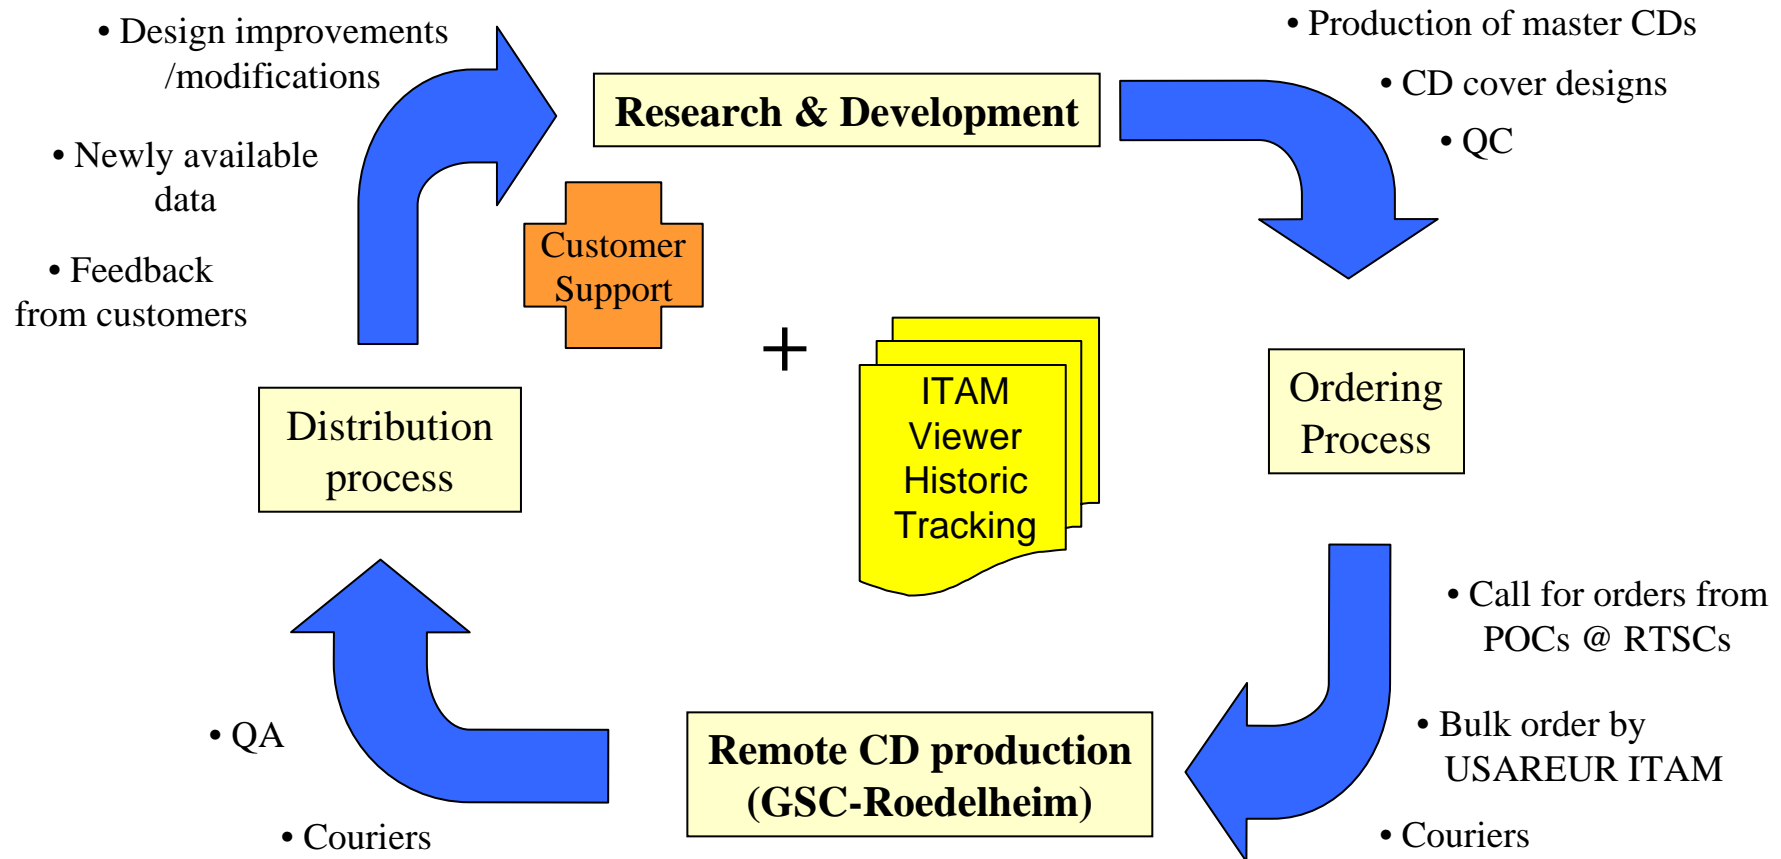 • Design improvements
/modifications
• Newly available
data
• Feedback
from customers
Research & Development
• Production of master CDs
• CD cover designs
• QC
Customer
Support
+
ITAM
Viewer
Historic
Tracking
Ordering
Process
Distribution
process
• Call for orders from
POCs @ RTSCs
• Bulk order by
USAREUR ITAM
• Couriers
Remote CD production
(GSC-Roedelheim)
• QA
• Couriers